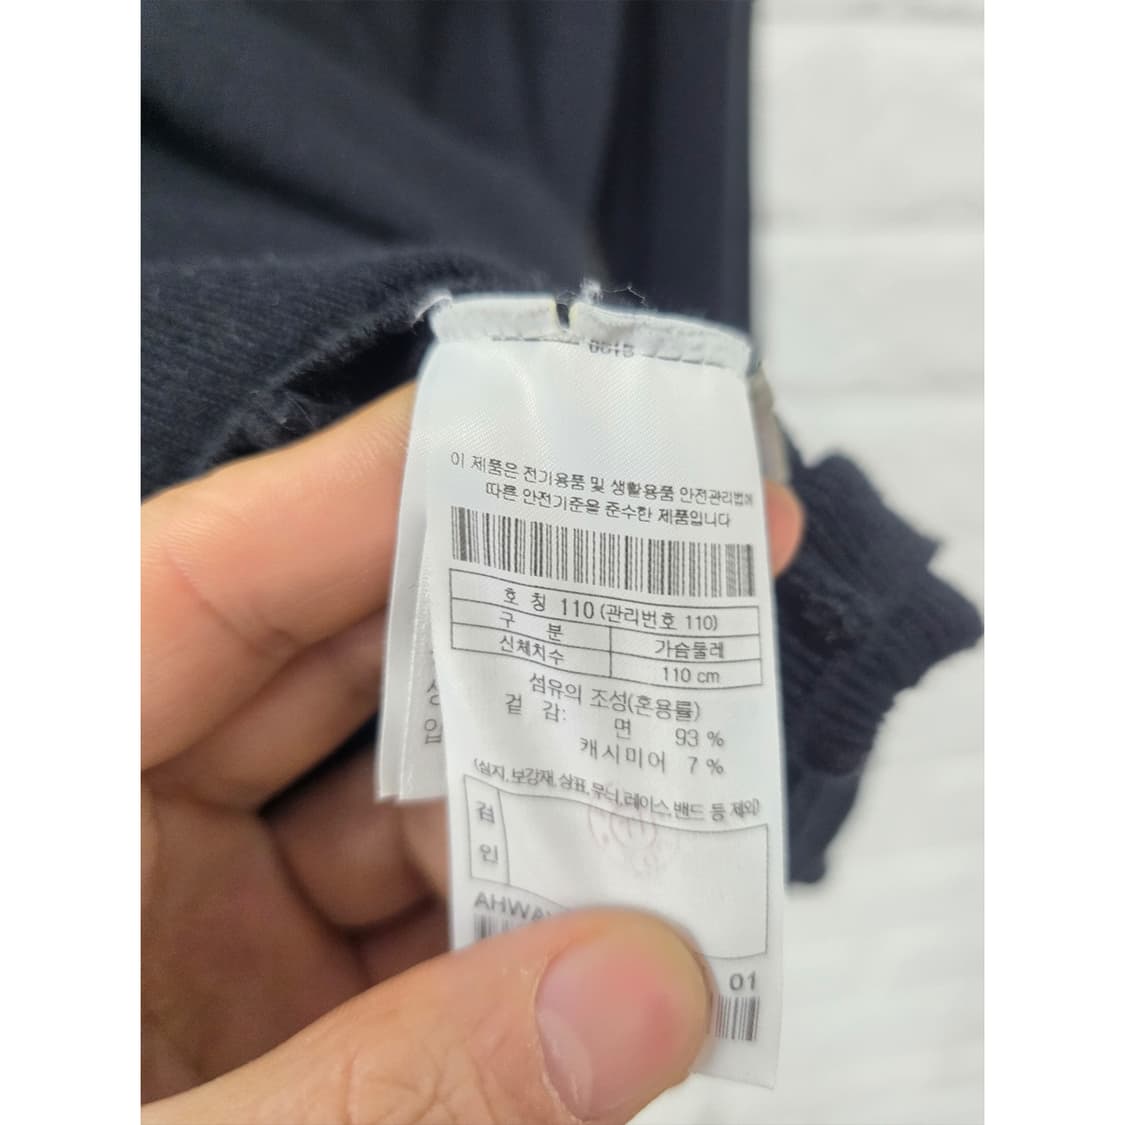 이 제품은 전기용품 및 생활용품 안전관리법에
따른 안전기준을 준수한 제품입니다
호 칭 110 (관리번호 110)
구 분 가슴둘레
신체치수 110 cm
섬유의 조성(혼용률)
겉 감: 면 93 %
캐시미어 7 %
(심지,보강재,상표,무늬,레이스,밴드 등 제외)
검
인
01